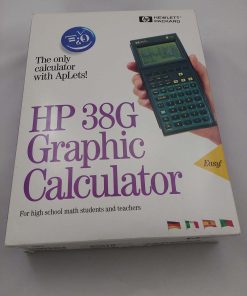 HEWLETT
PACKARD
The only
calculator
with ApLets!
HP 38G
Graphic
Calculator
Easy!
For high school math students and teachers